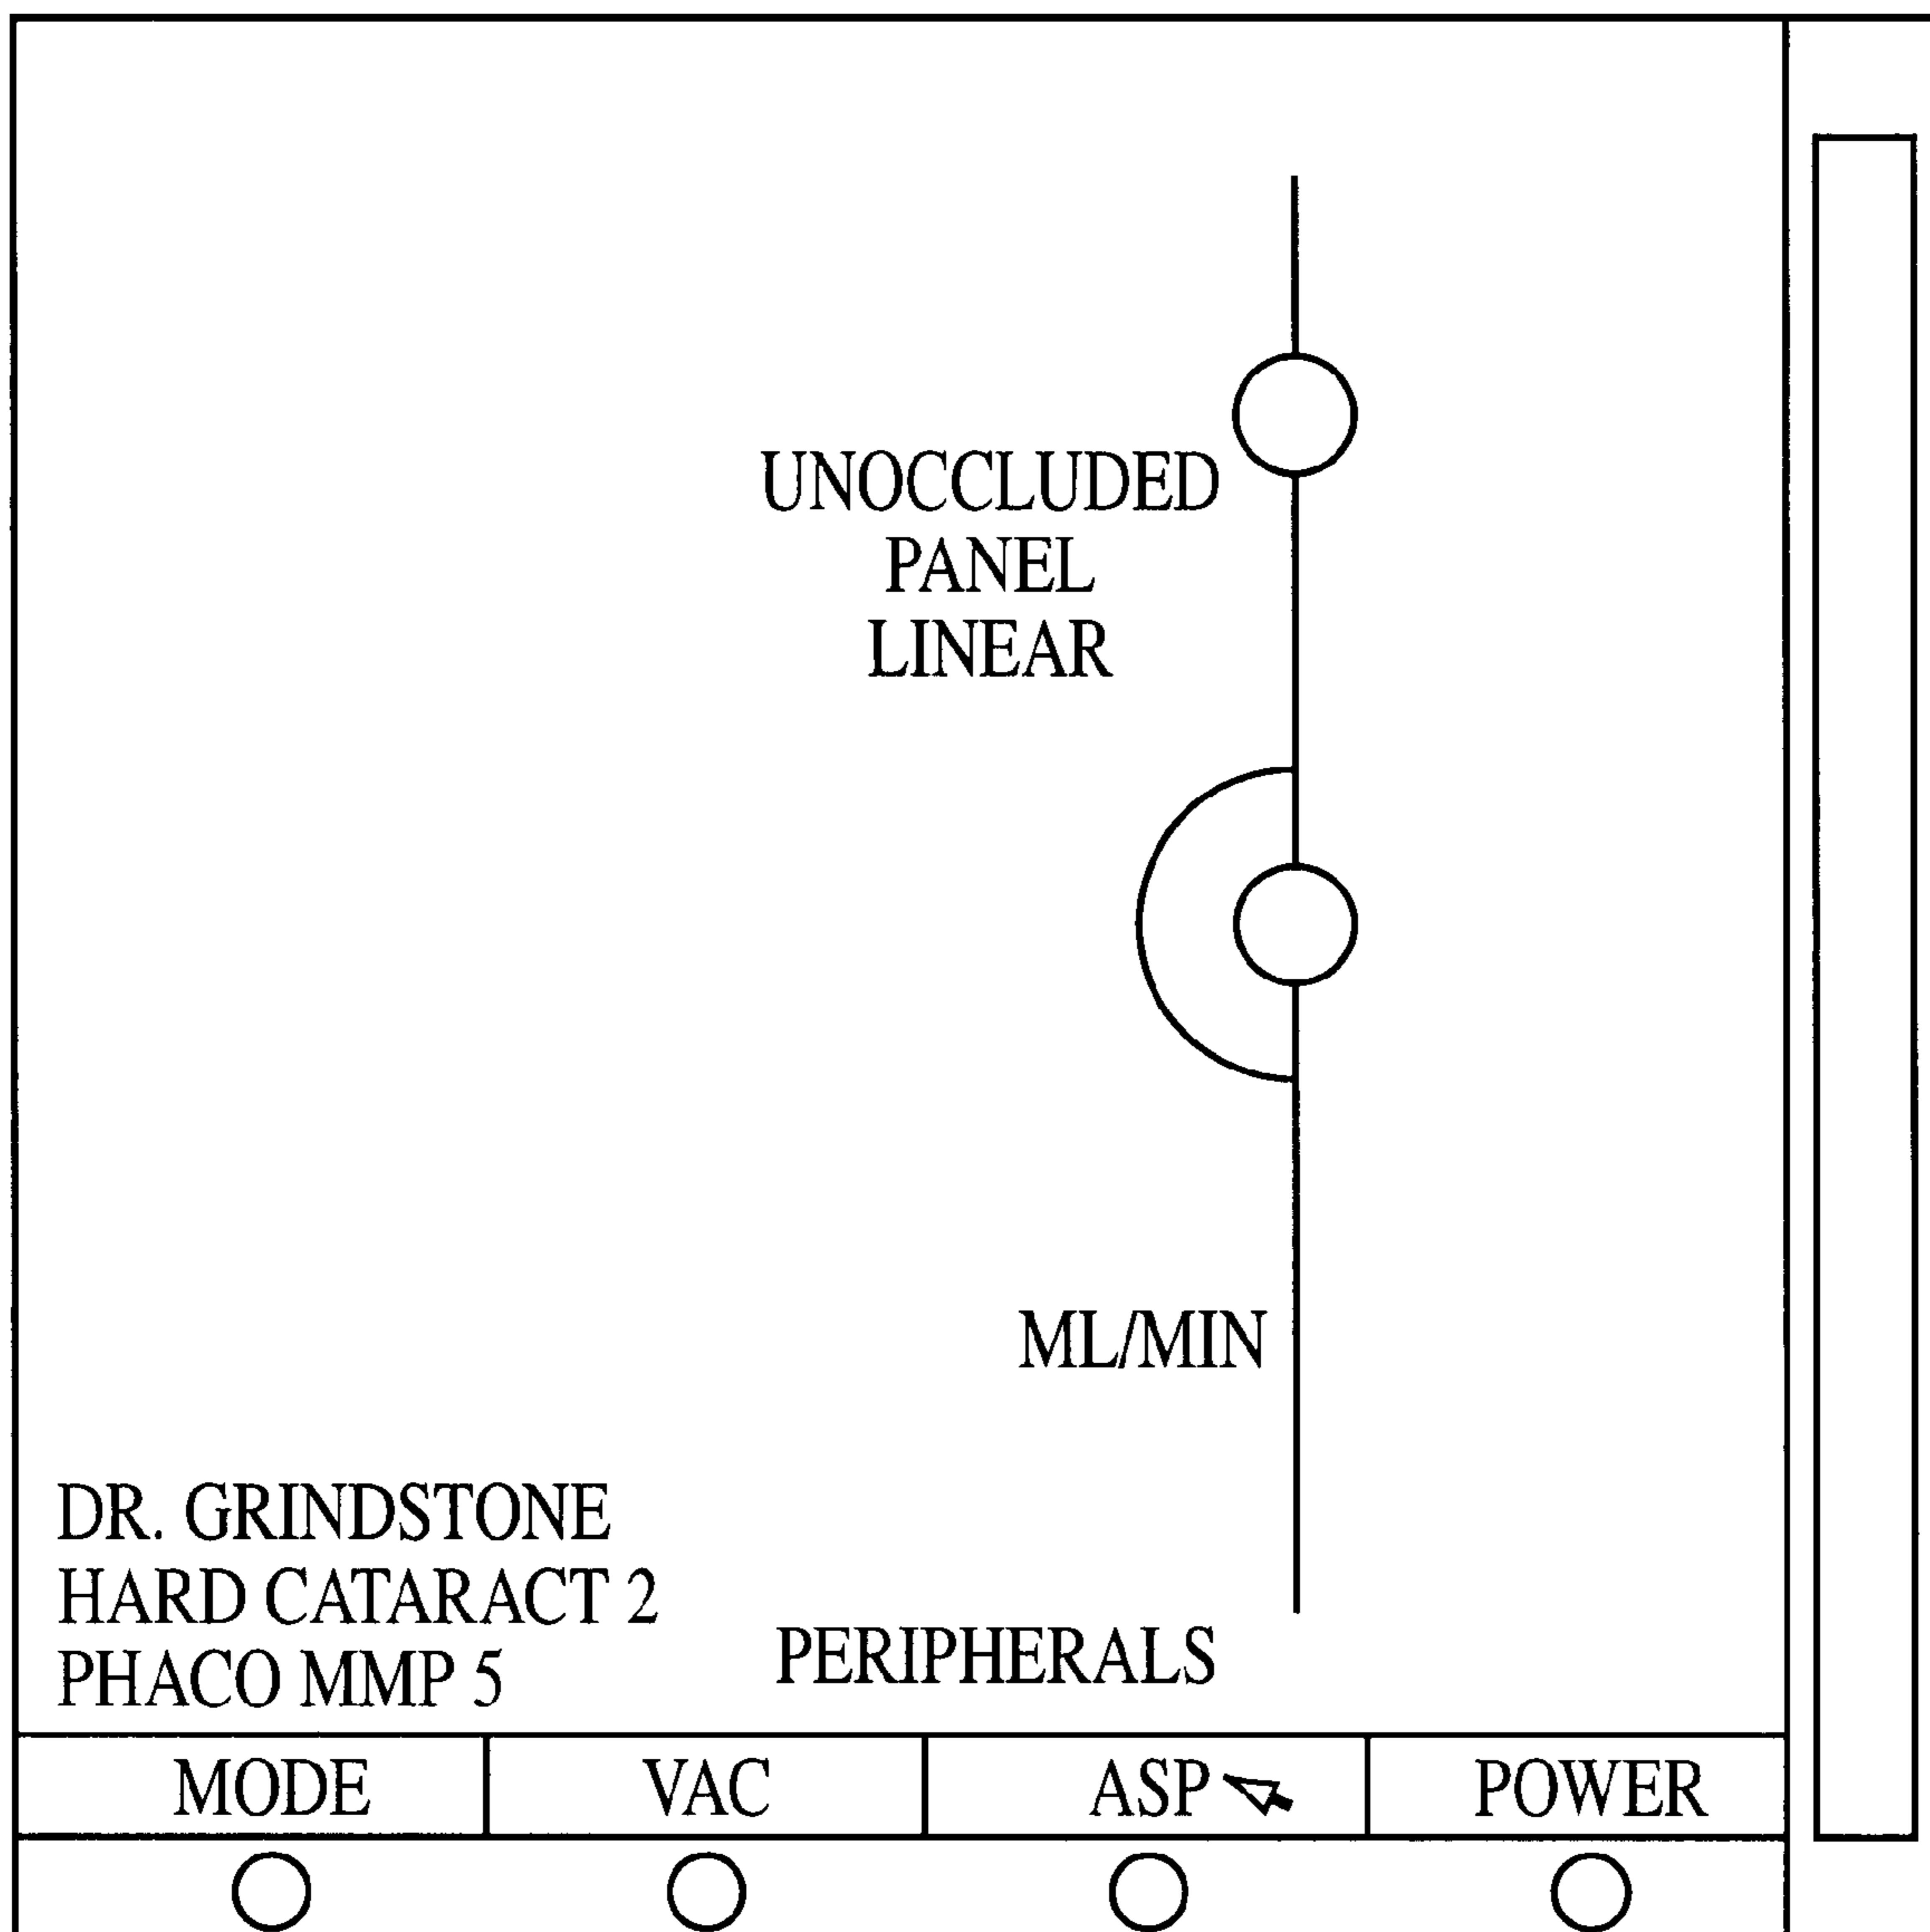 UNOCCLUDED
PANEL
LINEAR
ML/MIN
DR. GRINDSTONE
HARD CATARACT 2
PHACO MMP 5
PERIPHERALS
MODE VAC ASP POWER